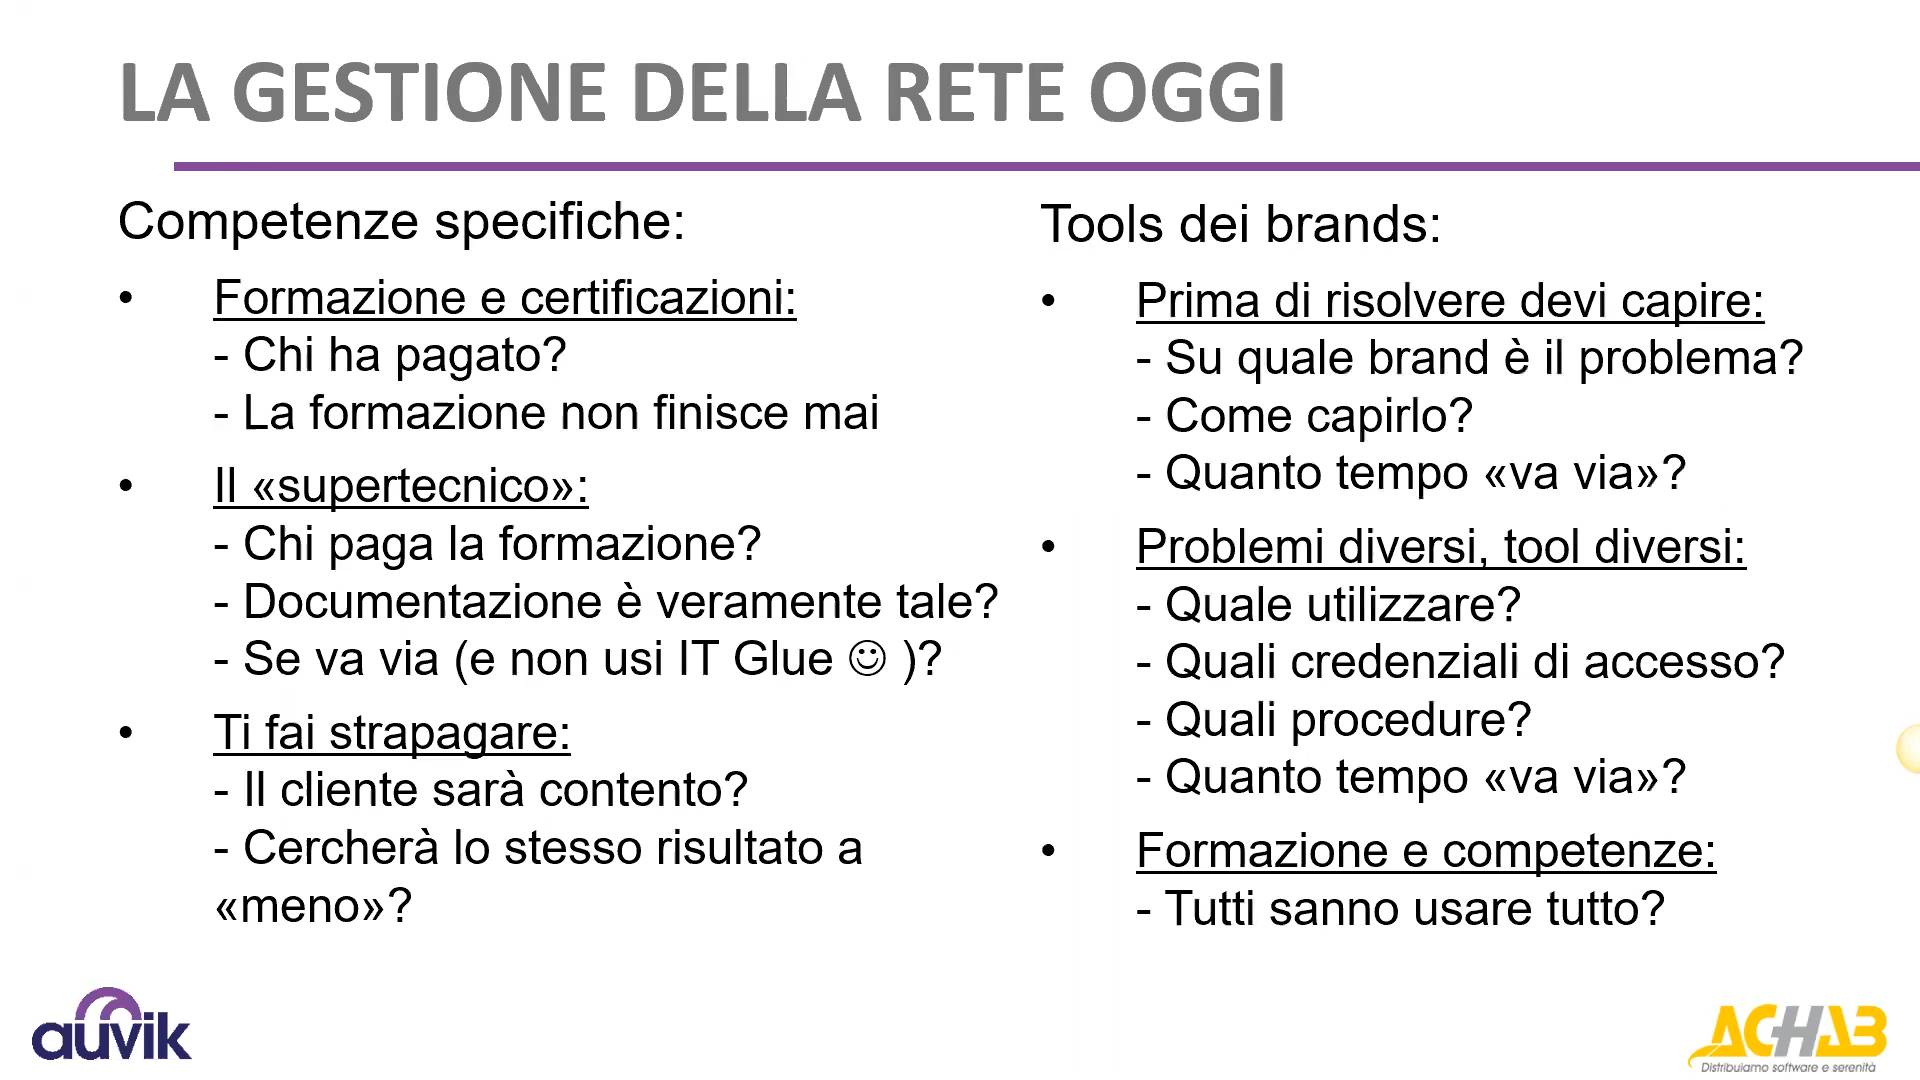 LA GESTIONE DELLA RETE OGGI
Competenze specifiche:
• Formazione e certificazioni:
- Chi ha pagato?
- La formazione non finisce mai
• Il «supertecnico»:
- Chi paga la formazione?
- Documentazione è veramente tale?
- Se va via (e non usi IT Glue ☺ )?
• Ti fai strapagare:
- Il cliente sarà contento?
- Cercherà lo stesso risultato a
«meno»?
Tools dei brands:
• Prima di risolvere devi capire:
- Su quale brand è il problema?
- Come capirlo?
- Quanto tempo «va via»?
• Problemi diversi, tool diversi:
- Quale utilizzare?
- Quali credenziali di accesso?
- Quali procedure?
- Quanto tempo «va via»?
• Formazione e competenze:
- Tutti sanno usare tutto?
auvik
ACHAB
Distribuiamo software e serenità